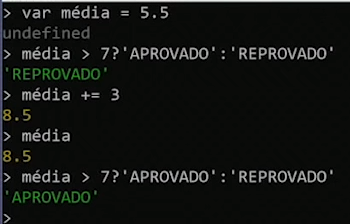 > var média = 5.5
undefined
> média > 7?'APROVADO':'REPROVADO'
'REPROVADO'
> média += 3
8.5
> média
8.5
> média > 7?'APROVADO':'REPROVADO'
'APROVADO'
>